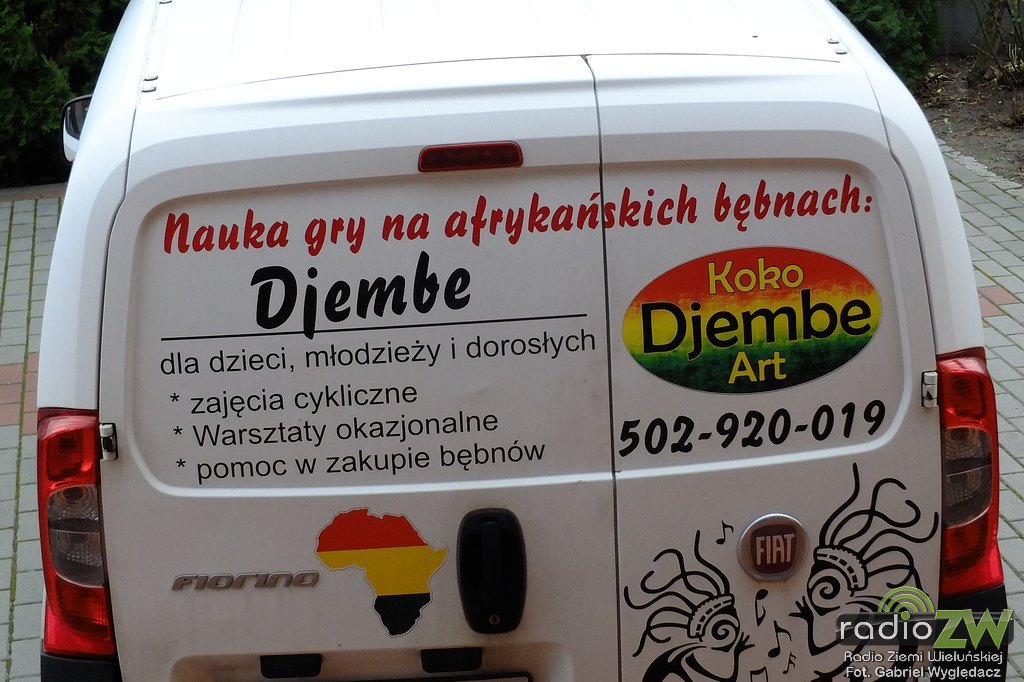 Nauka gry na afrykańskich bębnach:
Djembe
dla dzieci, młodzieży i dorosłych
* zajęcia cykliczne
* Warsztaty okazjonalne
* pomoc w zakupie bębnów
Koko
Djembe
Art
502-920-019
FIORINO
FIAT
radioZW
Radio Ziemi Wieluńskiej
Fot. Gabriel Wyględacz